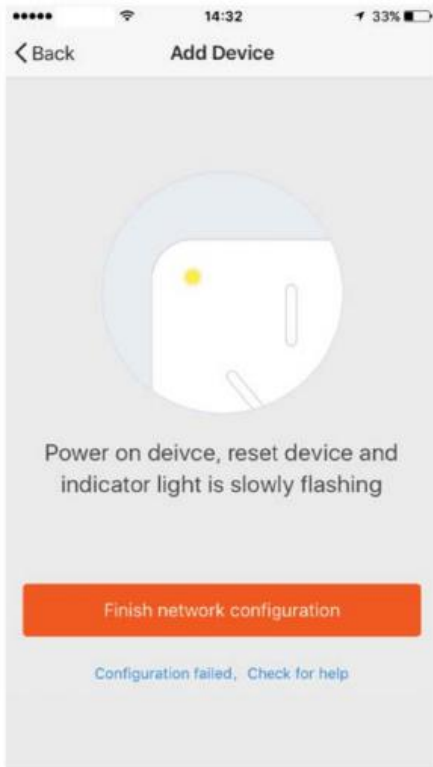 14:32
33%
Back
Add Device
Power on deivce, reset device and
indicator light is slowly flashing
Finish network configuration
Configuration failed, Check for help